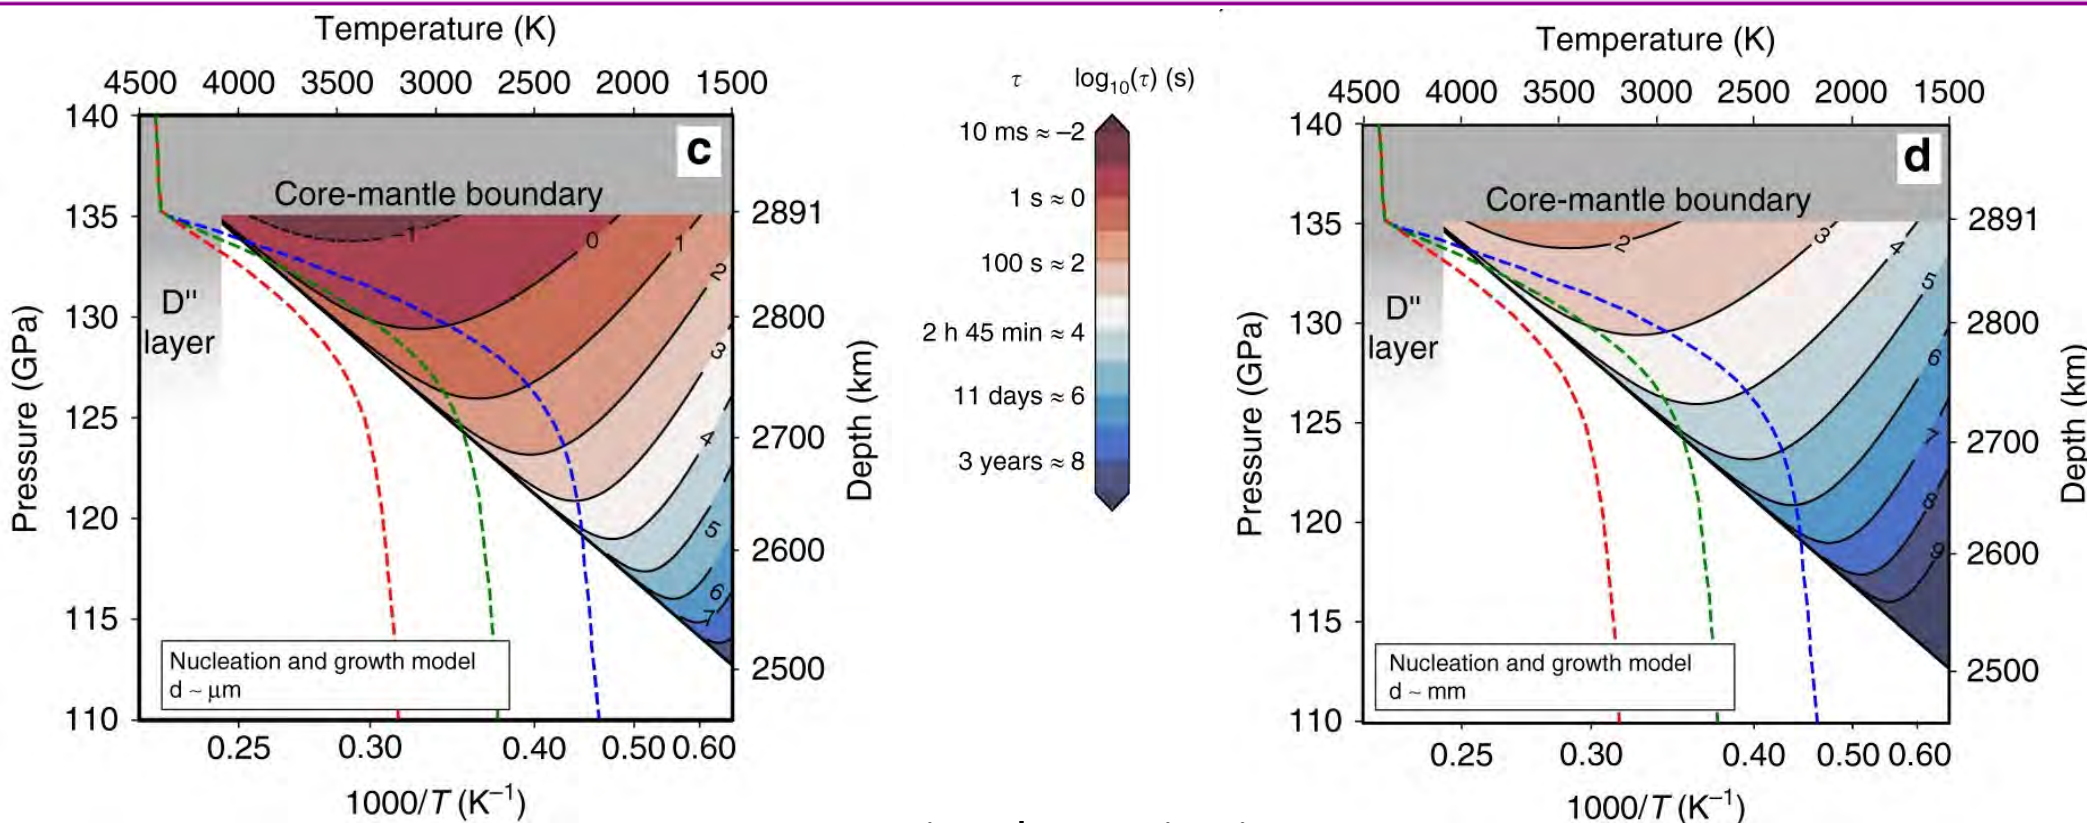 Temperature (K)
4500 4000 3500 3000 2500 2000 1500
140
135
130
125
120
115
110
Pressure (GPa)
c
Core-mantle boundary
D"
layer
-1
0
1
2
3
4
5
6
7
2891
2800
2700
2600
2500
Depth (km)
Nucleation and growth model
d ~ μm
0.25 0.30 0.40 0.50 0.60
1000/T (K⁻¹)
τ log₁₀(τ) (s)
10 ms ≈ –2
1 s ≈ 0
100 s ≈ 2
2 h 45 min ≈ 4
11 days ≈ 6
3 years ≈ 8
Temperature (K)
4500 4000 3500 3000 2500 2000 1500
140
135
130
125
120
115
110
Pressure (GPa)
d
Core-mantle boundary
D"
layer
2
3
4
5
6
7
8
9
2891
2800
2700
2600
2500
Depth (km)
Nucleation and growth model
d ~ mm
0.25 0.30 0.40 0.50 0.60
1000/T (K⁻¹)